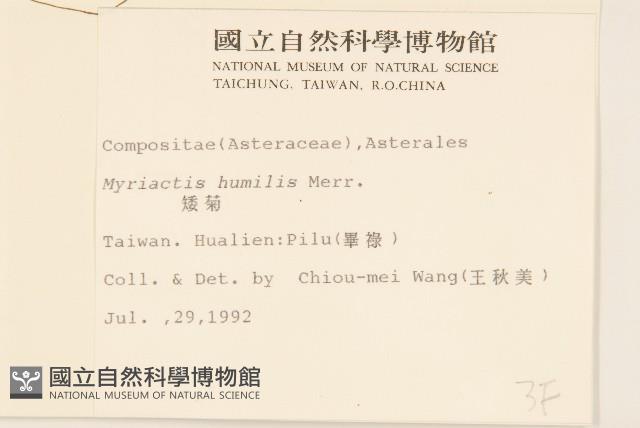 國立自然科學博物館
NATIONAL MUSEUM OF NATURAL SCIENCE
TAICHUNG, TAIWAN, R.O.CHINA
Compositae(Asteraceae),Asterales
Myriactis humilis Merr.
矮菊
Taiwan. Hualien:Pilu(畢祿)
Coll. & Det. by Chiou-mei Wang(王秋美)
Jul. ,29,1992
3F
國立自然科學博物館
NATIONAL MUSEUM OF NATURAL SCIENCE